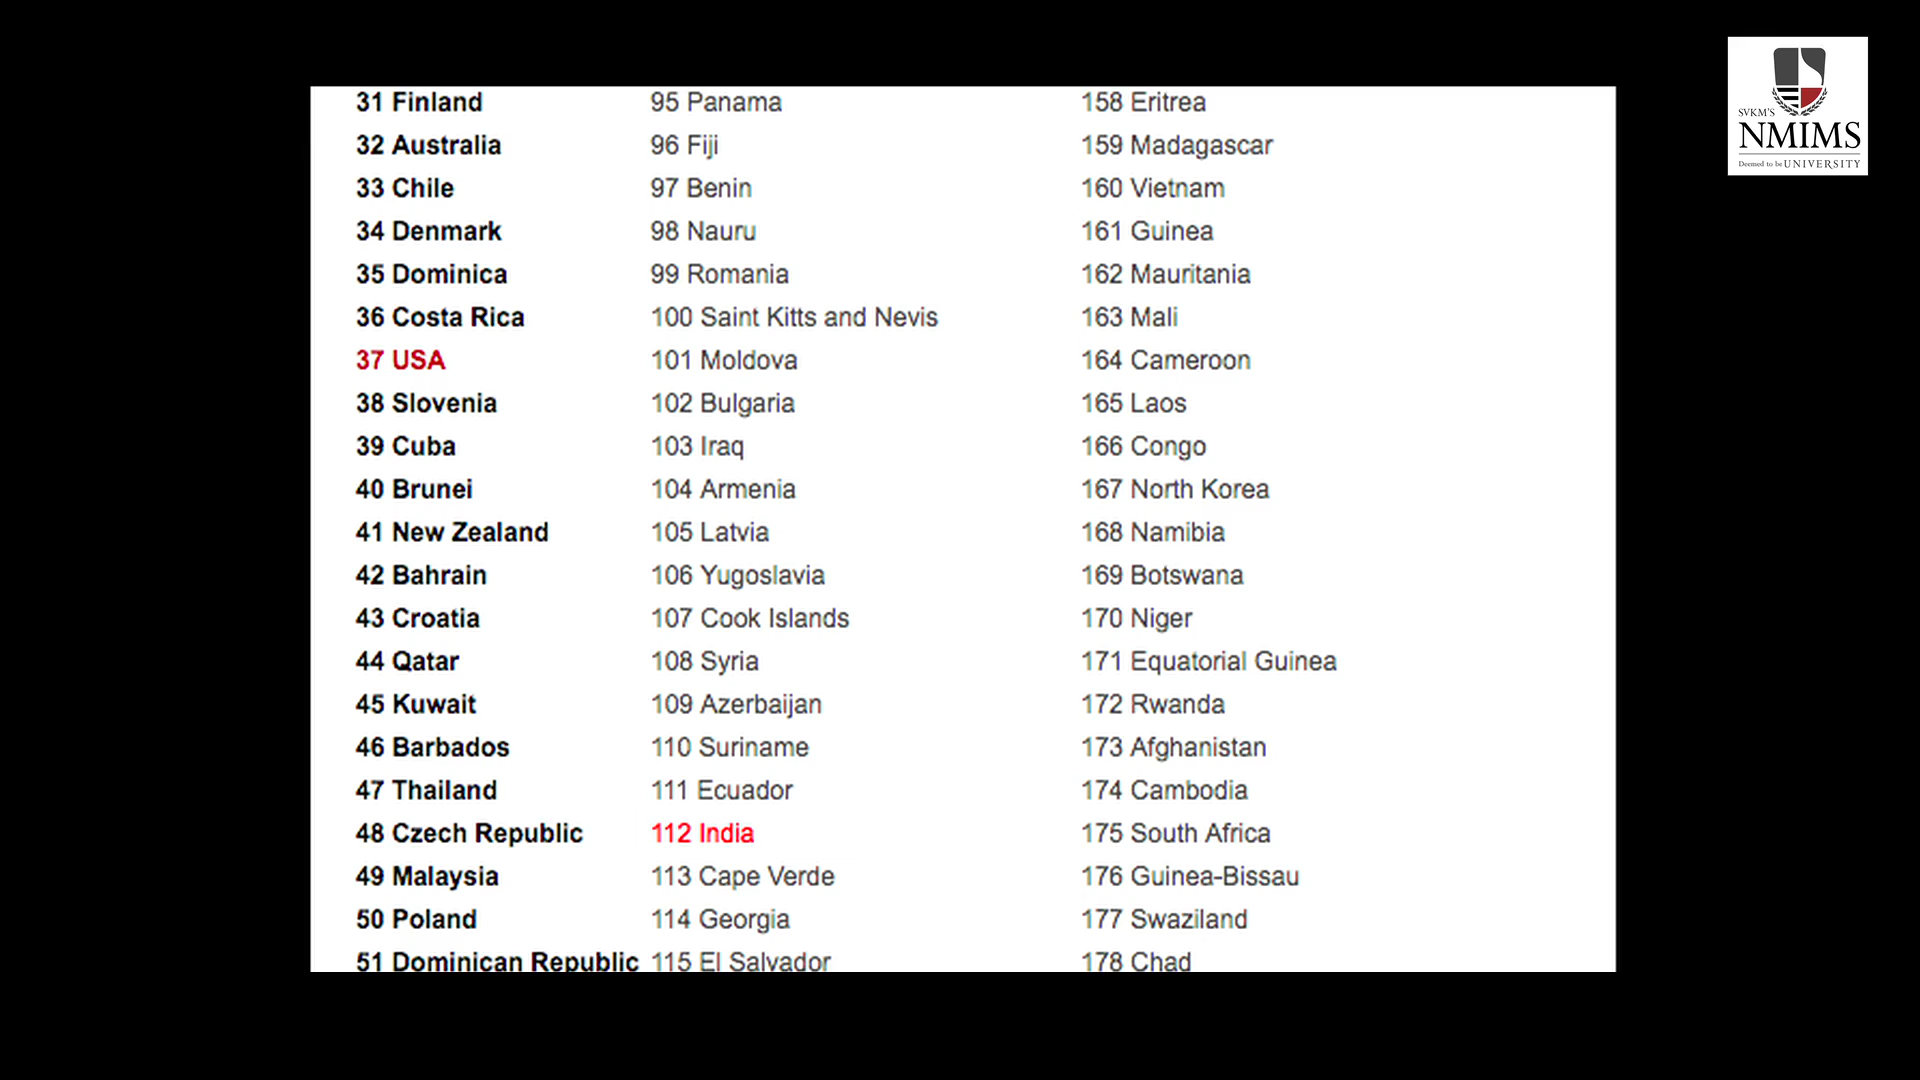 31 Finland
32 Australia
33 Chile
34 Denmark
35 Dominica
36 Costa Rica
37 USA
38 Slovenia
39 Cuba
40 Brunei
41 New Zealand
42 Bahrain
43 Croatia
44 Qatar
45 Kuwait
46 Barbados
47 Thailand
48 Czech Republic
49 Malaysia
50 Poland
51 Dominican Republic
95 Panama
96 Fiji
97 Benin
98 Nauru
99 Romania
100 Saint Kitts and Nevis
101 Moldova
102 Bulgaria
103 Iraq
104 Armenia
105 Latvia
106 Yugoslavia
107 Cook Islands
108 Syria
109 Azerbaijan
110 Suriname
111 Ecuador
112 India
113 Cape Verde
114 Georgia
115 El Salvador
158 Eritrea
159 Madagascar
160 Vietnam
161 Guinea
162 Mauritania
163 Mali
164 Cameroon
165 Laos
166 Congo
167 North Korea
168 Namibia
169 Botswana
170 Niger
171 Equatorial Guinea
172 Rwanda
173 Afghanistan
174 Cambodia
175 South Africa
176 Guinea-Bissau
177 Swaziland
178 Chad
SVKM'S
NMIMS
Deemed to be UNIVERSITY